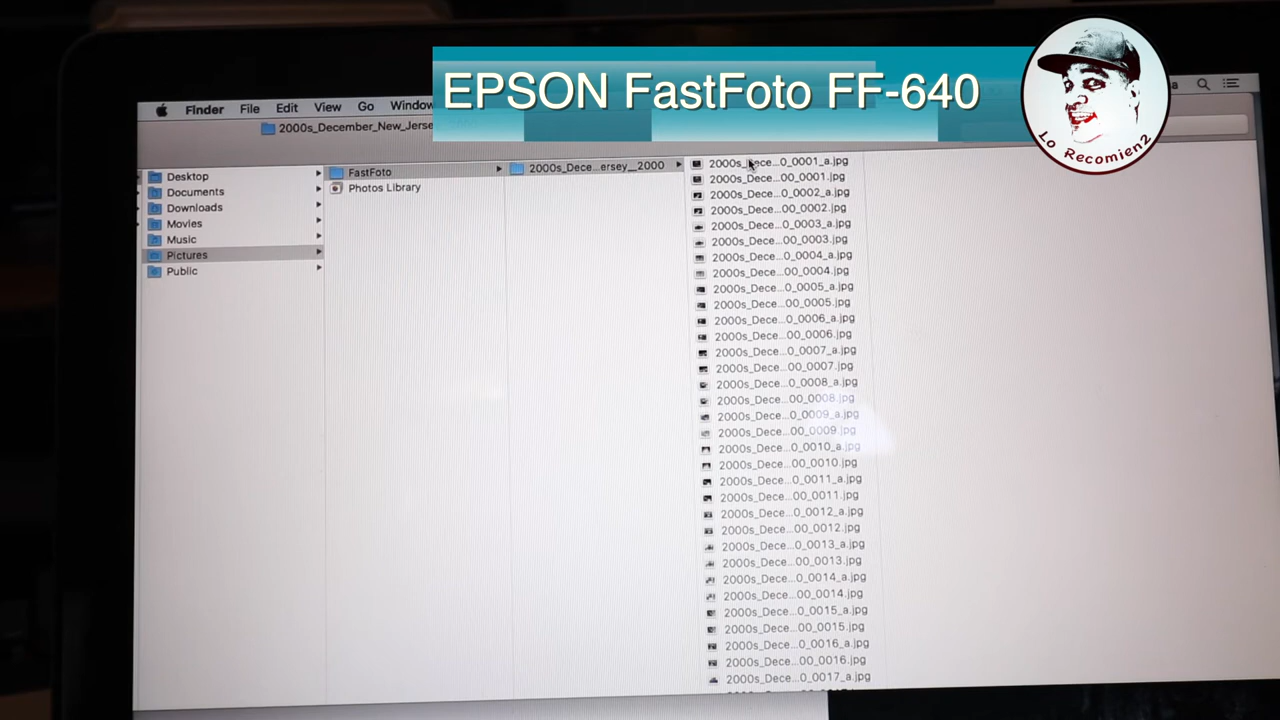 EPSON FastFoto FF-640
Lo Recomien2
Finder File Edit View Go Window
2000s_December_New_Jerse
Desktop
Documents
Downloads
Movies
Music
Pictures
Public
FastFoto
Photos Library
2000s_Dece...ersey__2000
2000s_Dece...0_0001_a.jpg
2000s_Dece...00_0001.jpg
2000s_Dece...0_0002_a.jpg
2000s_Dece...00_0002.jpg
2000s_Dece...0_0003_a.jpg
2000s_Dece...00_0003.jpg
2000s_Dece...0_0004_a.jpg
2000s_Dece...00_0004.jpg
2000s_Dece...0_0005_a.jpg
2000s_Dece...00_0005.jpg
2000s_Dece...0_0006_a.jpg
2000s_Dece...00_0006.jpg
2000s_Dece...0_0007_a.jpg
2000s_Dece...00_0007.jpg
2000s_Dece...0_0008_a.jpg
2000s_Dece...00_0008.jpg
2000s_Dece...0_0009_a.jpg
2000s_Dece...00_0009.jpg
2000s_Dece...0_0010_a.jpg
2000s_Dece...00_0010.jpg
2000s_Dece...0_0011_a.jpg
2000s_Dece...00_0011.jpg
2000s_Dece...0_0012_a.jpg
2000s_Dece...00_0012.jpg
2000s_Dece...0_0013_a.jpg
2000s_Dece...00_0013.jpg
2000s_Dece...0_0014_a.jpg
2000s_Dece...00_0014.jpg
2000s_Dece...0_0015_a.jpg
2000s_Dece...00_0015.jpg
2000s_Dece...0_0016_a.jpg
2000s_Dece...00_0016.jpg
2000s_Dece...0_0017_a.jpg